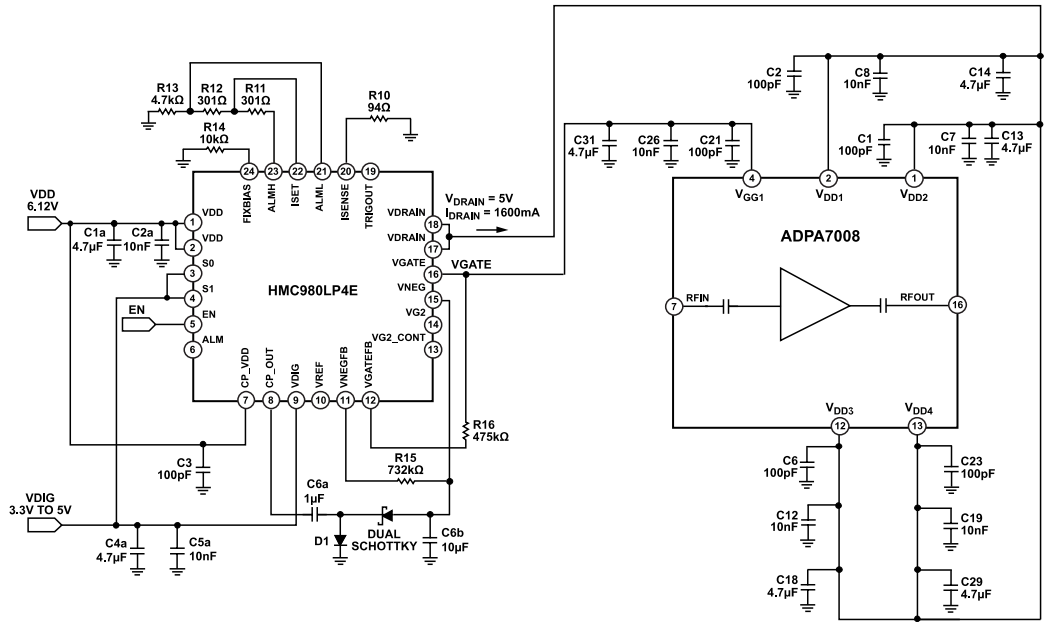 R13
4.7kΩ
R12
301Ω
R11
301Ω
R10
94Ω
R14
10kΩ
24
23
22
21
20
19
FIXBIAS
ALMH
ISET
ALML
ISENSE
TRIGOUT
VDD
6.12V
C1a
4.7µF
C2a
10nF
1
VDD
2
VDD
3
S0
4
S1
EN
5
EN
6
ALM
HMC980LP4E
VDRAIN
18
VDRAIN
17
VGATE
16
VNEG
15
VG2
14
VG2_CONT
13
VDRAIN = 5V
IDRAIN = 1600mA
VGATE
CP_VDD
CP_OUT
VDIG
VREF
VNEGFB
VGATEFB
7
8
9
10
11
12
R16
475kΩ
R15
732kΩ
C3
100pF
C6a
1µF
D1
DUAL
SCHOTTKY
C6b
10µF
VDIG
3.3V TO 5V
C4a
4.7µF
C5a
10nF
C2
100pF
C8
10nF
C14
4.7µF
C31
4.7µF
C26
10nF
C21
100pF
C1
100pF
C7
10nF
C13
4.7µF
4
2
1
VGG1
VDD1
VDD2
ADPA7008
7
RFIN
RFOUT
16
VDD3
VDD4
12
13
C6
100pF
C23
100pF
C12
10nF
C19
10nF
C18
4.7µF
C29
4.7µF